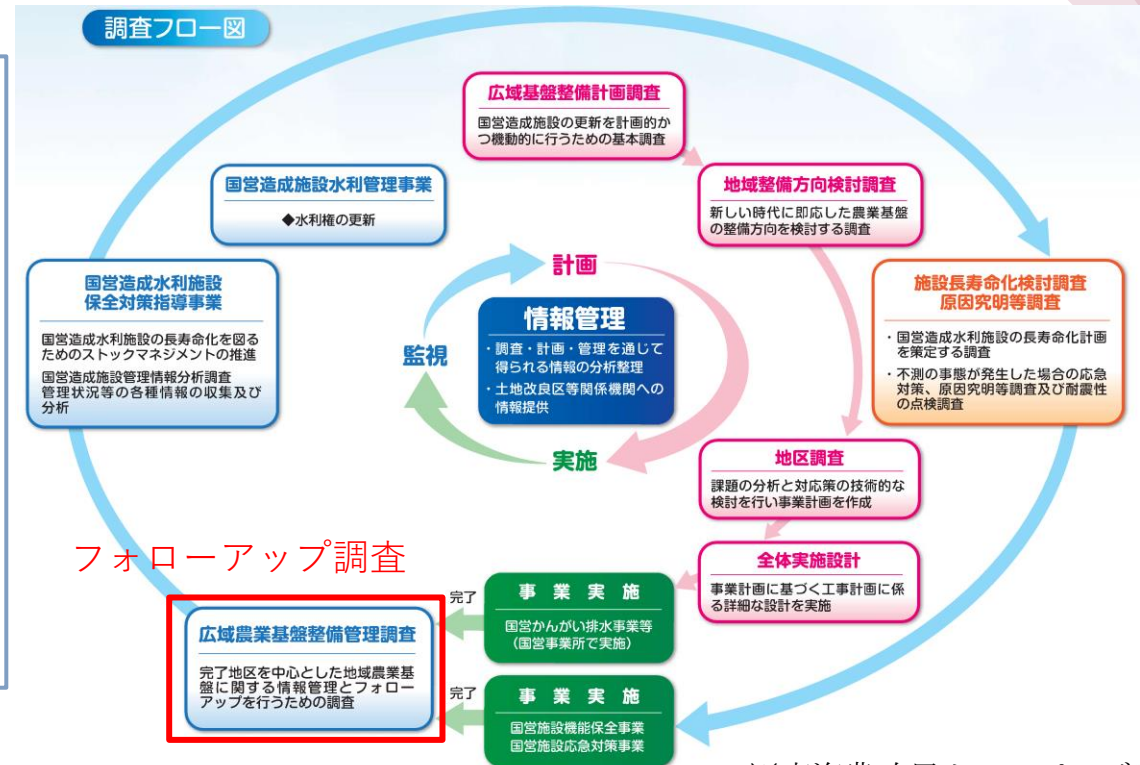 調査フロー図
広域基盤整備計画調査
国営造成施設の更新を計画的か
つ機動的に行うための基本調査
国営造成施設水利管理事業
◆水利権の更新
地域整備方向検討調査
新しい時代に即応した農業基盤
の整備方向を検討する調査
国営造成水利施設
保全対策指導事業
国営造成水利施設の長寿命化を図る
ためのストックマネジメントの推進
国営造成施設管理情報分析調査
管理状況等の各種情報の収集及び
分析
計画
監視
実施
情報管理
・調査・計画・管理を通じて
得られる情報の分析整理
・土地改良区等関係機関への
情報提供
施設長寿命化検討調査
原因究明等調査
・国営造成水利施設の長寿命化計画
を策定する調査
・不測の事態が発生した場合の応急
対策、原因究明等調査及び耐震性
の点検調査
地区調査
課題の分析と対応策の技術的な
検討を行い事業計画を作成
全体実施設計
事業計画に基づく工事計画に係
る詳細な設計を実施
フォローアップ調査
完了
事業実施
国営かんがい排水事業等
(国営事業所で実施)
広域農業基盤整備管理調査
完了地区を中心とした地域農業基
盤に関する情報管理とフォロー
アップを行うための調査
完了
事業実施
国営施設機能保全事業
国営施設応急対策事業